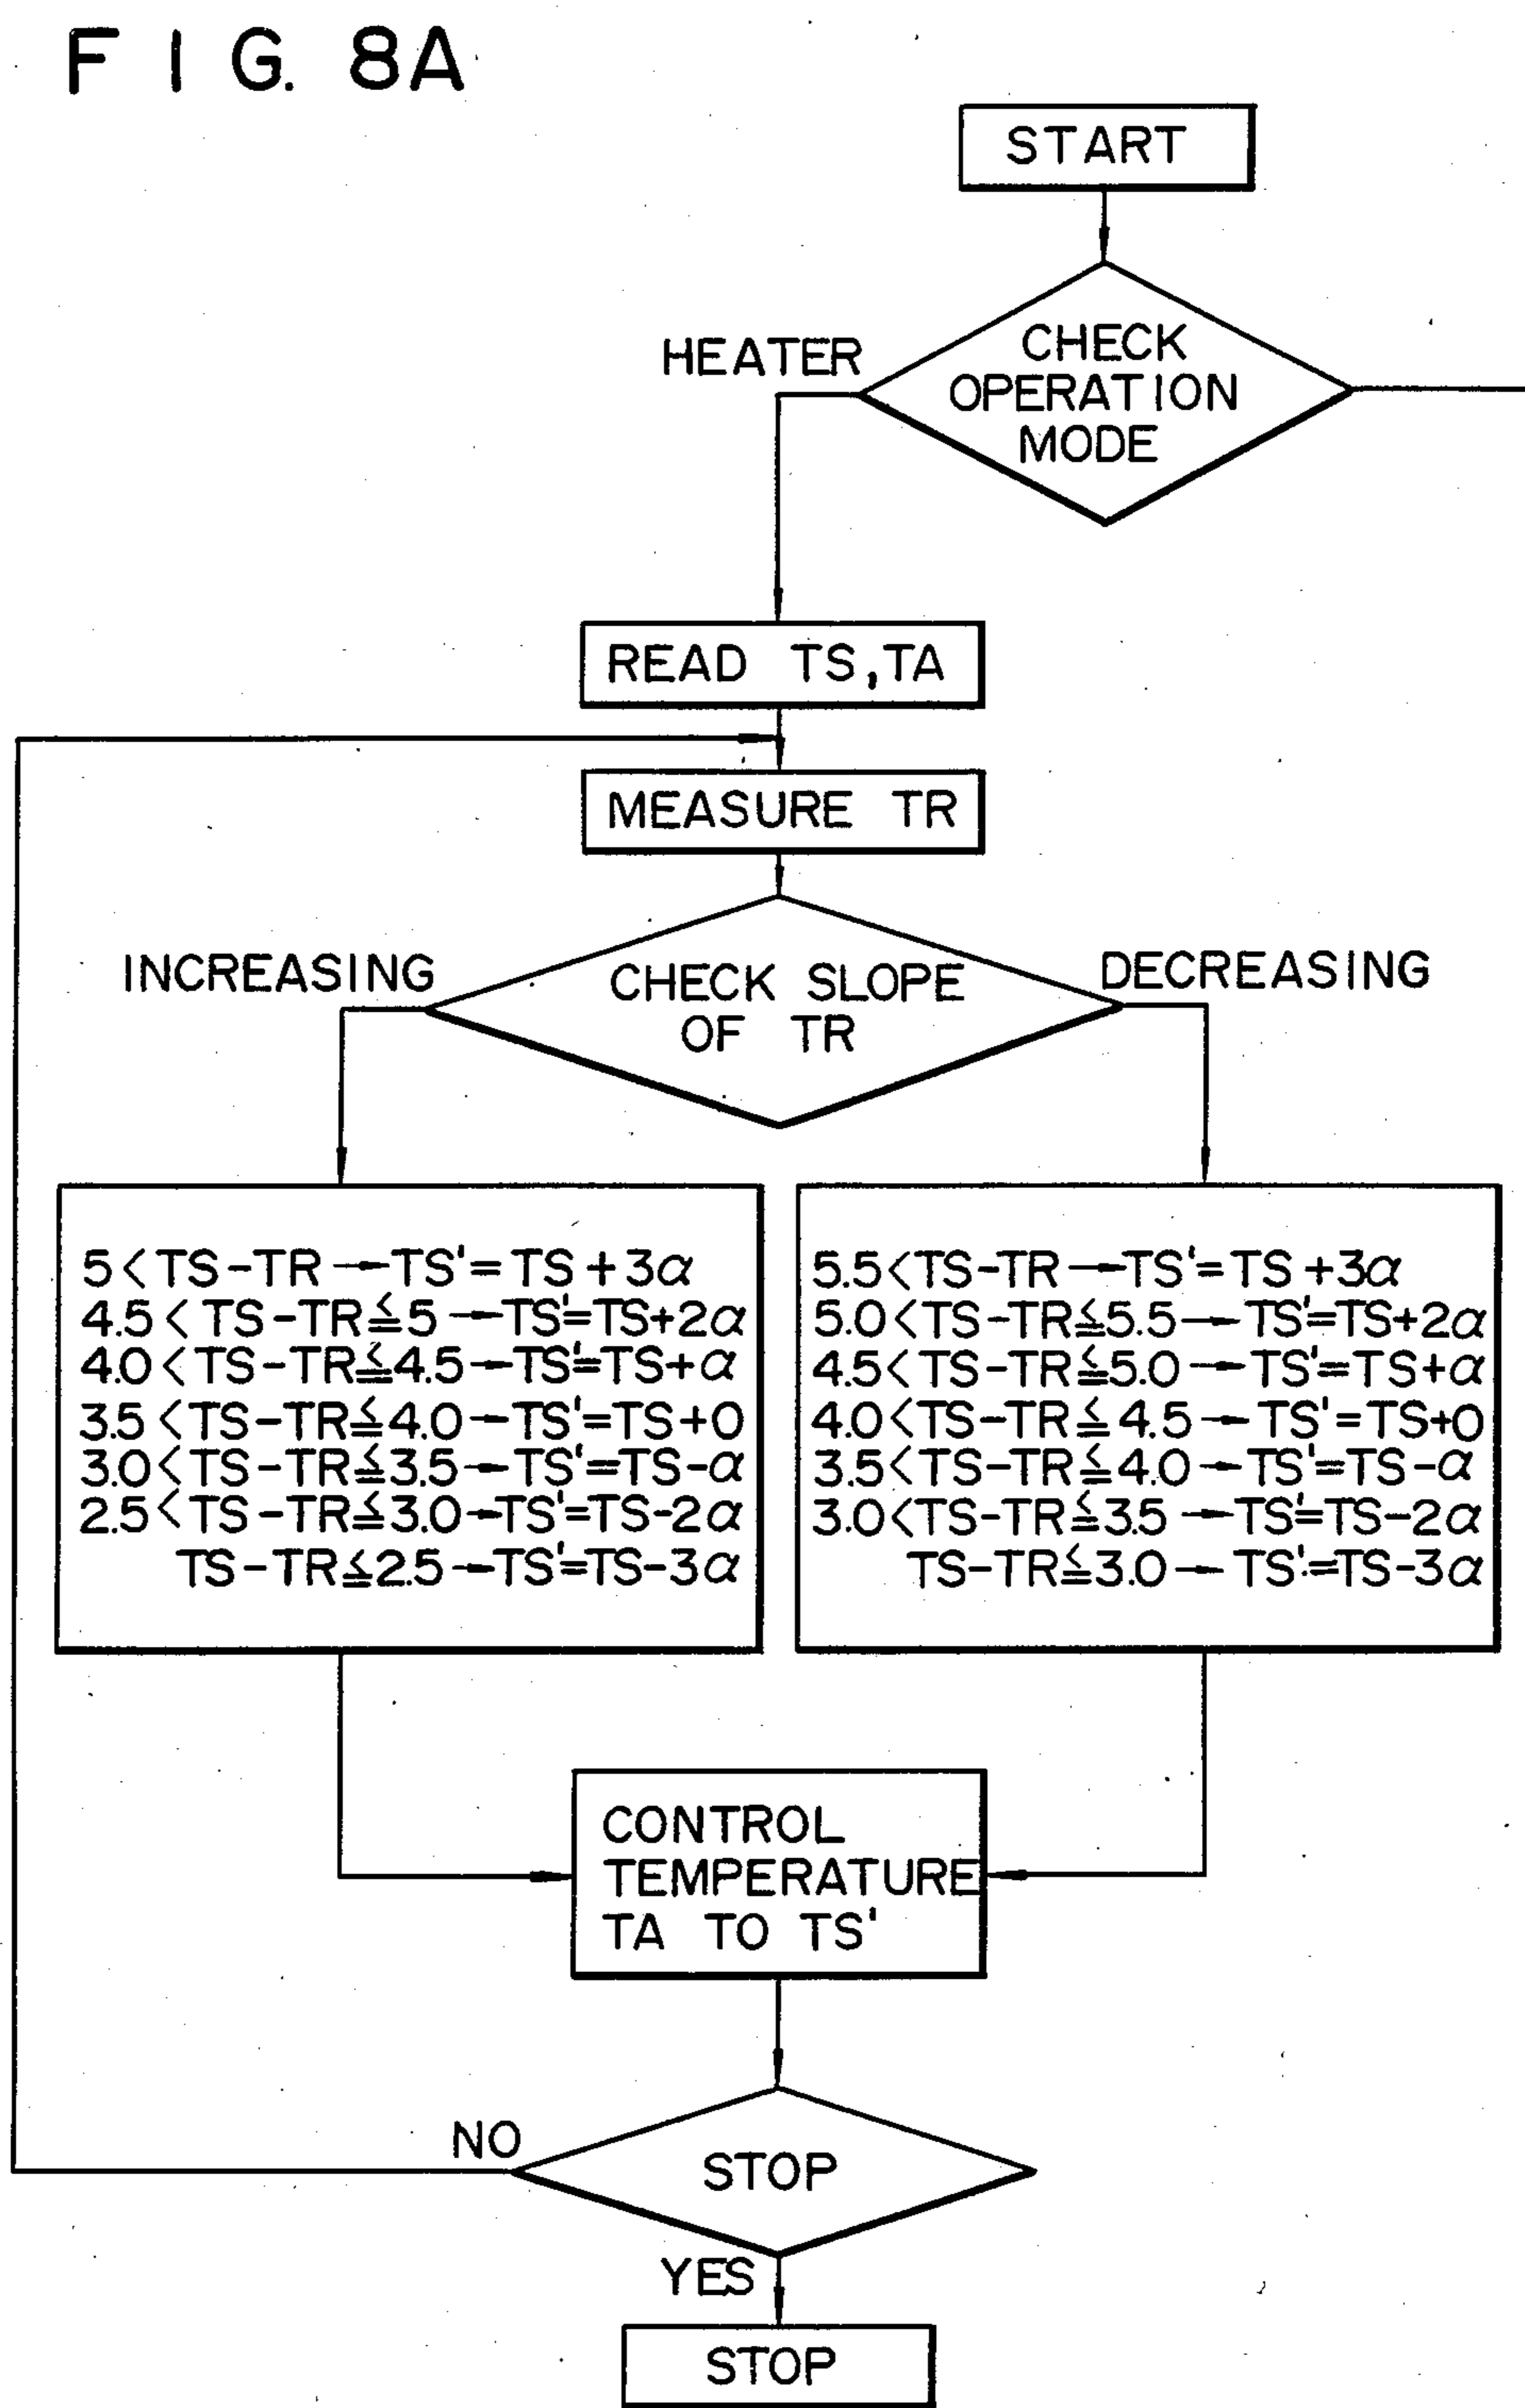 FIG. 8A
START
HEATER
CHECK
OPERATION
MODE
READ TS,TA
MEASURE TR
INCREASING
CHECK SLOPE
OF TR
DECREASING
5<TS-TR→TS'=TS+3α
4.5<TS-TR≦5→TS'=TS+2α
4.0<TS-TR≦4.5→TS'=TS+α
3.5<TS-TR≦4.0→TS'=TS+0
3.0<TS-TR≦3.5→TS'=TS-α
2.5<TS-TR≦3.0→TS'=TS-2α
TS-TR≦2.5→TS'=TS-3α
5.5<TS-TR→TS'=TS+3α
5.0<TS-TR≦5.5→TS'=TS+2α
4.5<TS-TR≦5.0→TS'=TS+α
4.0<TS-TR≦4.5→TS'=TS+0
3.5<TS-TR≦4.0→TS'=TS-α
3.0<TS-TR≦3.5→TS'=TS-2α
TS-TR≦3.0→TS'=TS-3α
CONTROL
TEMPERATURE
TA TO TS'
NO
STOP
YES
STOP